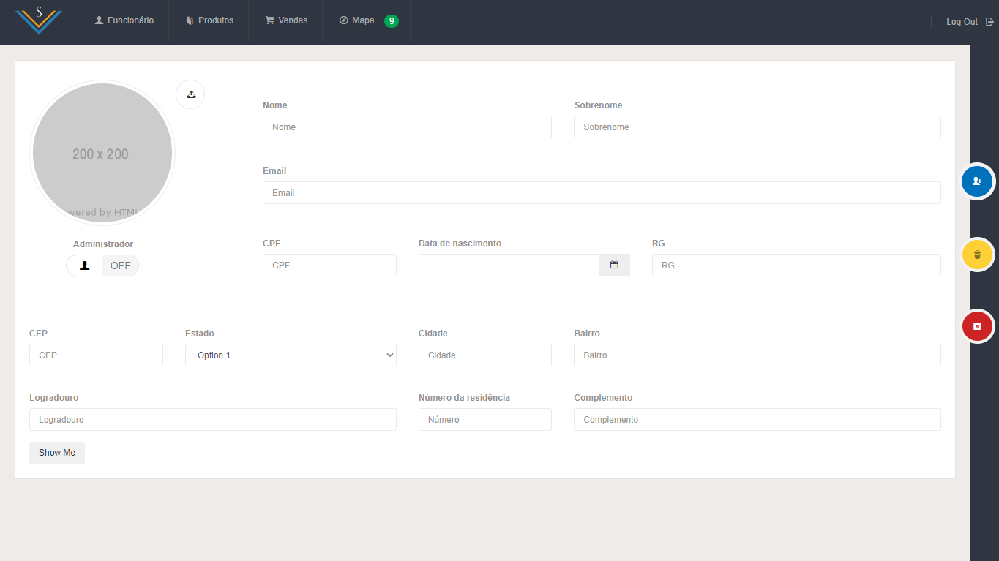 S
Funcionário
Produtos
Vendas
Mapa 9
Log Out
200 x 200
wered by HTML
Administrador
OFF
Nome
Nome
Sobrenome
Sobrenome
Email
Email
CPF
CPF
Data de nascimento
RG
RG
CEP
CEP
Estado
Option 1
Cidade
Cidade
Bairro
Bairro
Logradouro
Logradouro
Número da residência
Número
Complemento
Complemento
Show Me